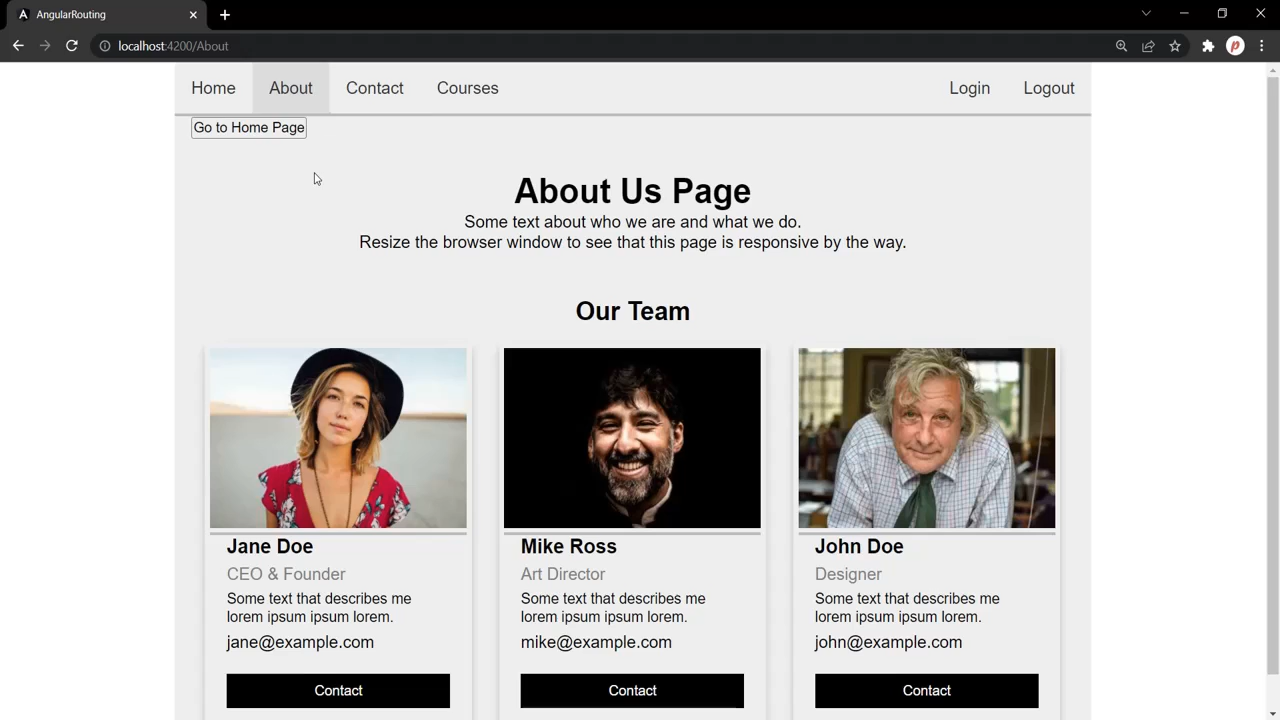 AngularRouting
localhost:4200/About
Home About Contact Courses Login Logout
Go to Home Page
About Us Page
Some text about who we are and what we do.
Resize the browser window to see that this page is responsive by the way.
Our Team
Jane Doe
CEO & Founder
Some text that describes me
lorem ipsum ipsum lorem.
jane@example.com
Contact
Mike Ross
Art Director
Some text that describes me
lorem ipsum ipsum lorem.
mike@example.com
Contact
John Doe
Designer
Some text that describes me
lorem ipsum ipsum lorem.
john@example.com
Contact